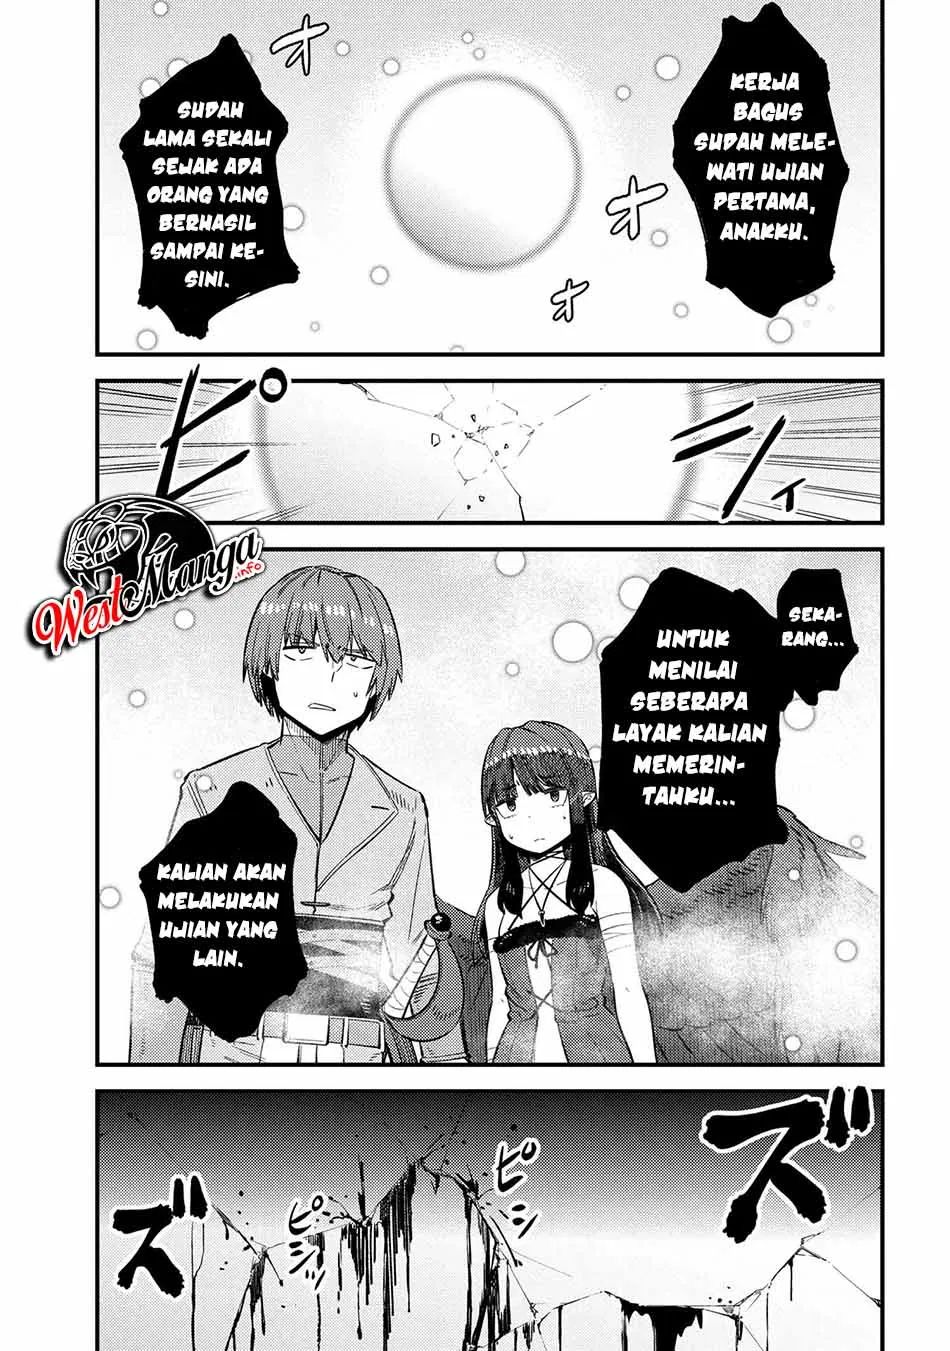 KERJA
BAGUS
SUDAH MELE-
WATI UJIAN
PERTAMA,
ANAKKU.
オ
オ
オ
SUDAH
LAMA SEKALI
SEJAK ADA
ORANG YANG
BERHASIL
SAMPAI KE-
SINI.
ピシィ
WestManga
.info
SEKA-
RANG...
UNTUK
MENILAI
SEBERAPA
LAYAK KALIAN
MEMERIN-
TAHKU...
KALIAN AKAN
MELAKUKAN
UJIAN YANG
LAIN.
ズ
ピシ
ピシ
ズ